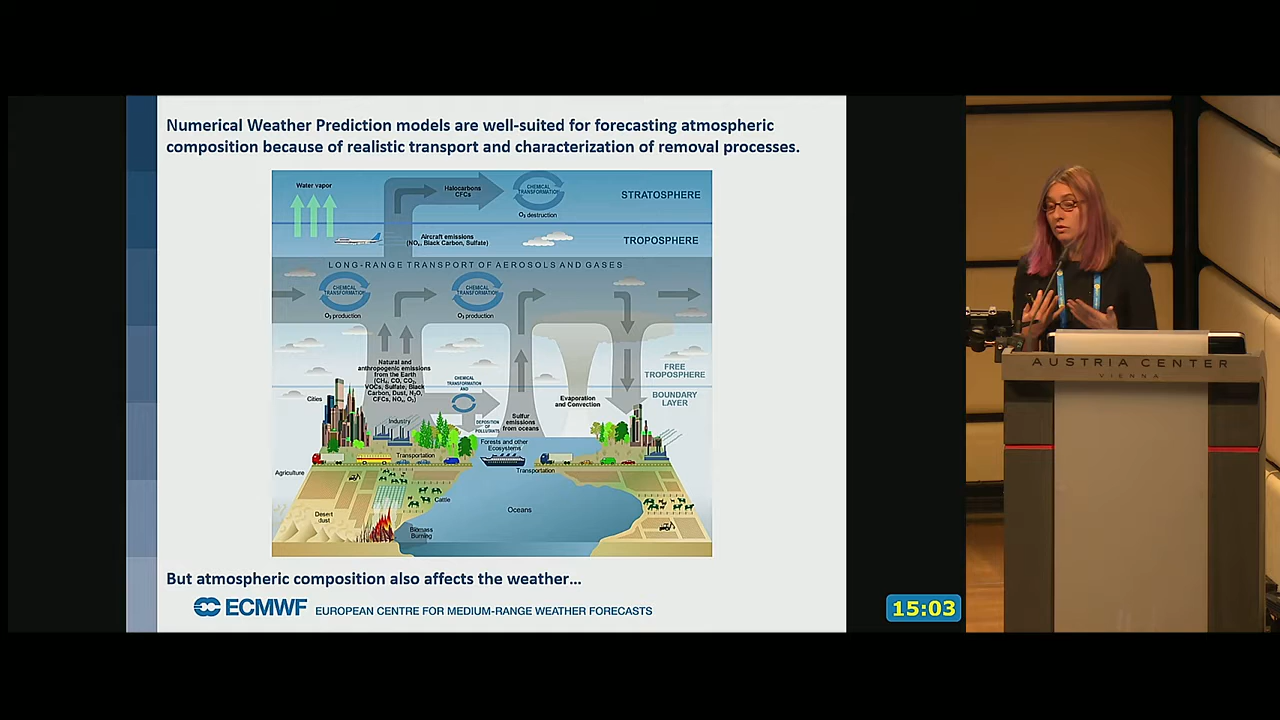 Numerical Weather Prediction models are well-suited for forecasting atmospheric
composition because of realistic transport and characterization of removal processes.
Water vapor
Halocarbons
CFCs
CHEMICAL
TRANSFORMATION
O₃ destruction
STRATOSPHERE
Aircraft emissions
(NOₓ, Black Carbon, Sulfate)
TROPOSPHERE
LONG-RANGE TRANSPORT OF AEROSOLS AND GASES
CHEMICAL
TRANSFORMATION
O₃ production
CHEMICAL
TRANSFORMATION
O₃ production
Natural and
anthropogenic emissions
from the Earth
(CH₄, CO, CO₂,
VOCs, Sulfate, Black
Carbon, Dust, N₂O,
CFCs, NOₓ, O₃)
CHEMICAL
TRANSFORMATION
AND
DEPOSITION
OF
POLLUTANTS
FREE
TROPOSPHERE
BOUNDARY
LAYER
Cities
Industry
Sulfur
emissions
from oceans
Evaporation
and Convection
Forests and other
Ecosystems
Transportation
Transportation
Agriculture
Cattle
Desert
dust
Oceans
Biomass
Burning
But atmospheric composition also affects the weather...
ECMWF EUROPEAN CENTRE FOR MEDIUM-RANGE WEATHER FORECASTS
15:03
AUSTRIA CENTER
VIENNA